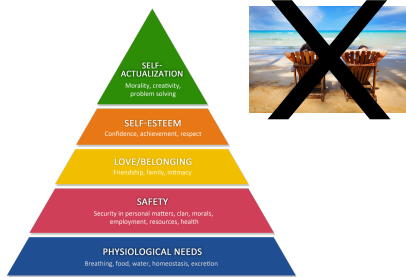 SELF-
ACTUALIZATION
Morality, creativity,
problem solving
SELF-ESTEEM
Confidence, achievement, respect
LOVE/BELONGING
Friendship, family, intimacy
SAFETY
Security in personal matters, clan, morals,
employment, resources, health
PHYSIOLOGICAL NEEDS
Breathing, food, water, homeostasis, excretion